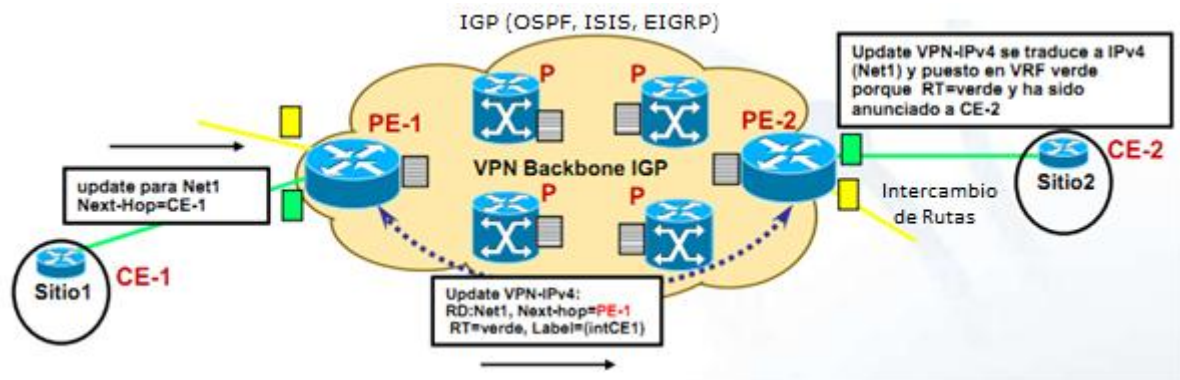 IGP (OSPF, ISIS, EIGRP)
Update VPN-IPv4 se traduce a IPv4
(Net1) y puesto en VRF verde
porque RT=verde y ha sido
anunciado a CE-2
P
P
PE-1
PE-2
VPN Backbone IGP
CE-2
Sitio2
update para Net1
Next-Hop=CE-1
Intercambio
de Rutas
P
P
CE-1
Sitio1
Update VPN-IPv4:
RD:Net1, Next-hop=PE-1
RT=verde, Label=(intCE1)